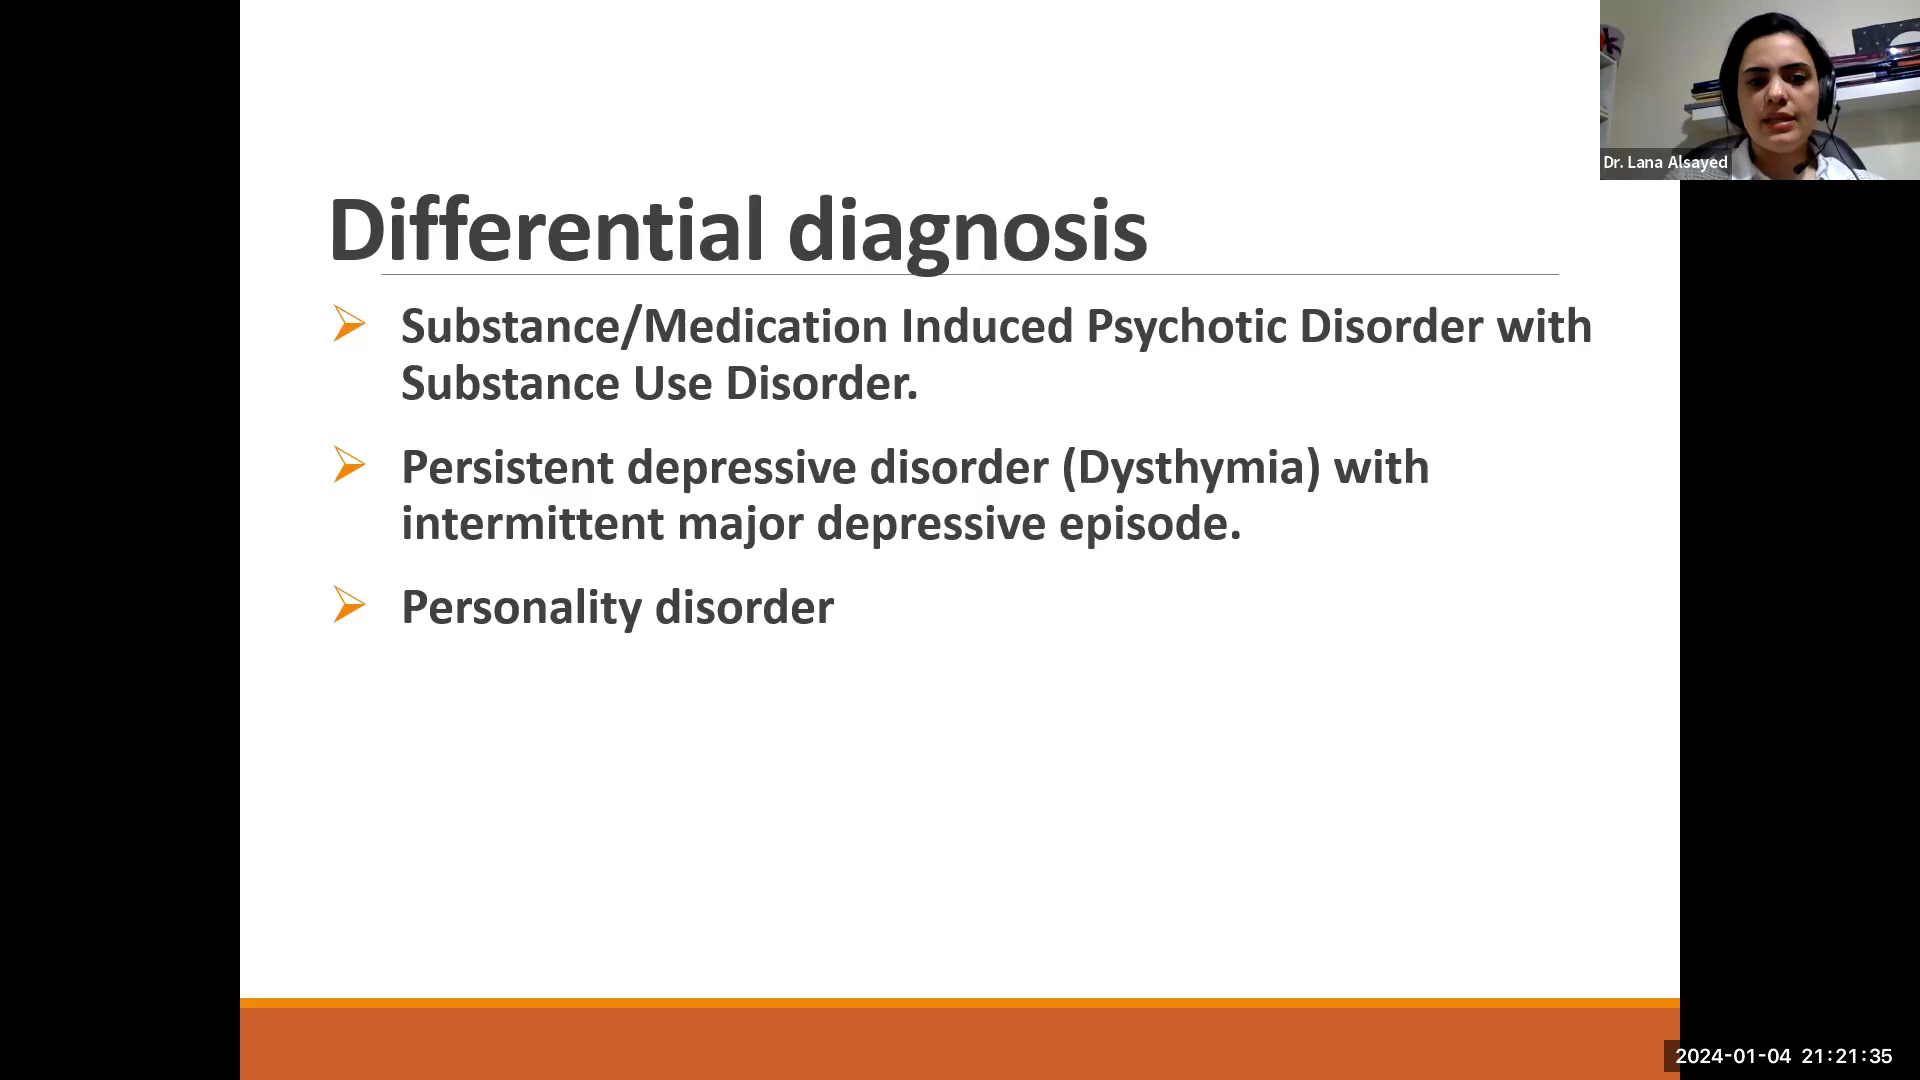 Dr. Lana Alsayed
Differential diagnosis
Substance/Medication Induced Psychotic Disorder with
Substance Use Disorder.
Persistent depressive disorder (Dysthymia) with
intermittent major depressive episode.
Personality disorder
2024-01-04 21:21:35